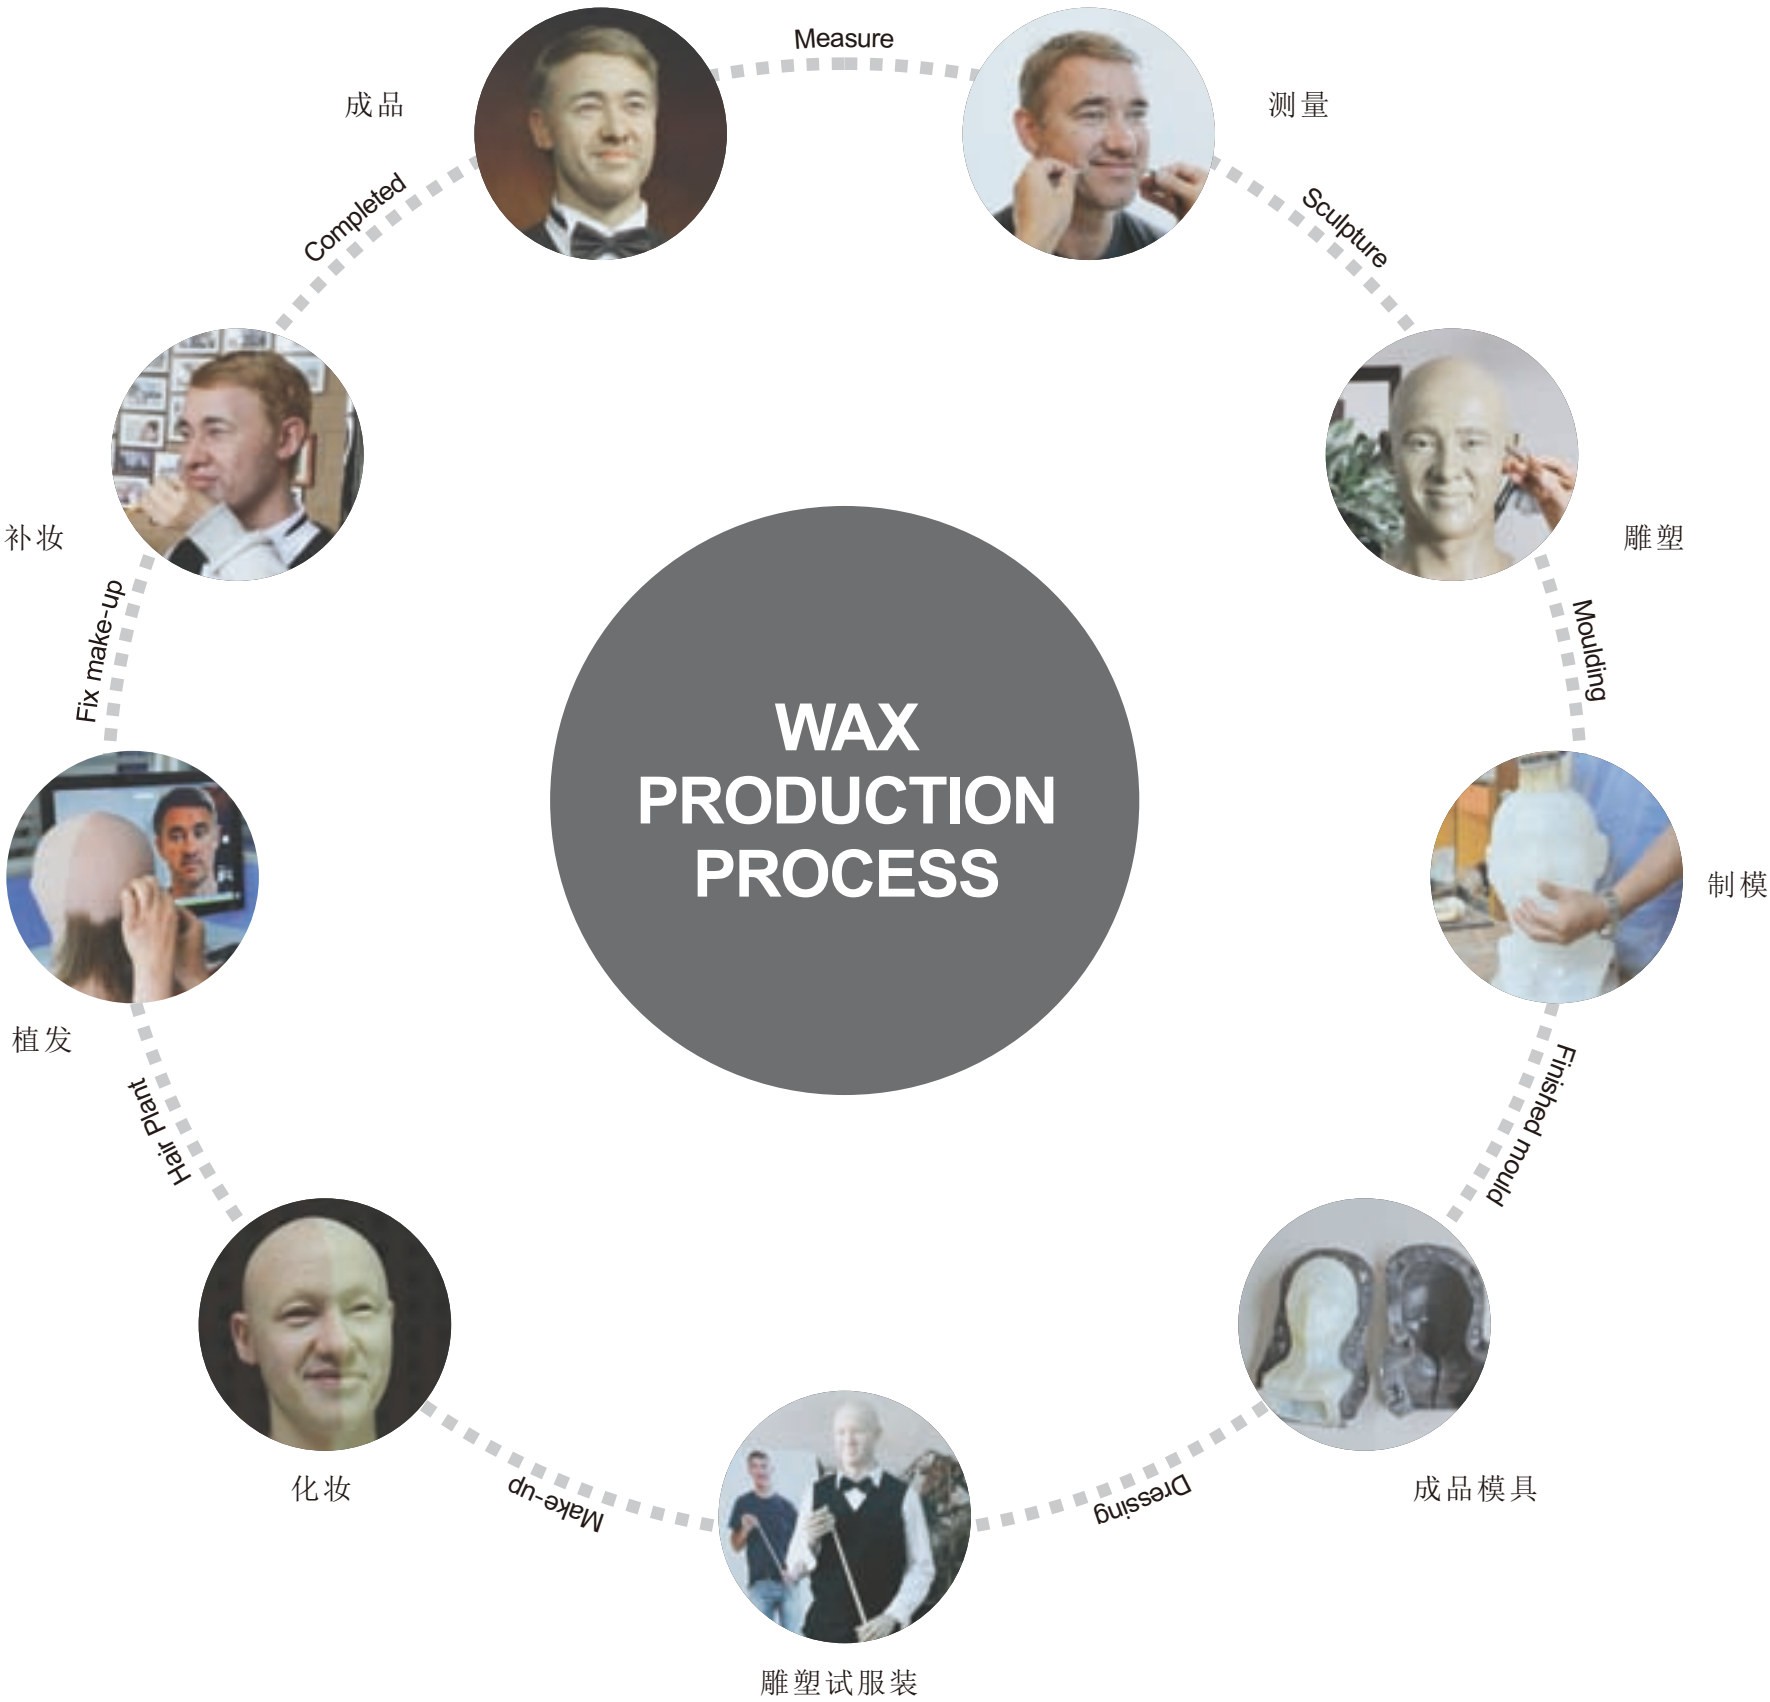 Measure
测量
Sculpture
雕塑
Moulding
制模
Finished mould
成品模具
Dressing
雕塑试服装
Make-up
化妆
Hair Plant
植发
Fix make-up
补妆
Completed
成品
WAX
PRODUCTION
PROCESS